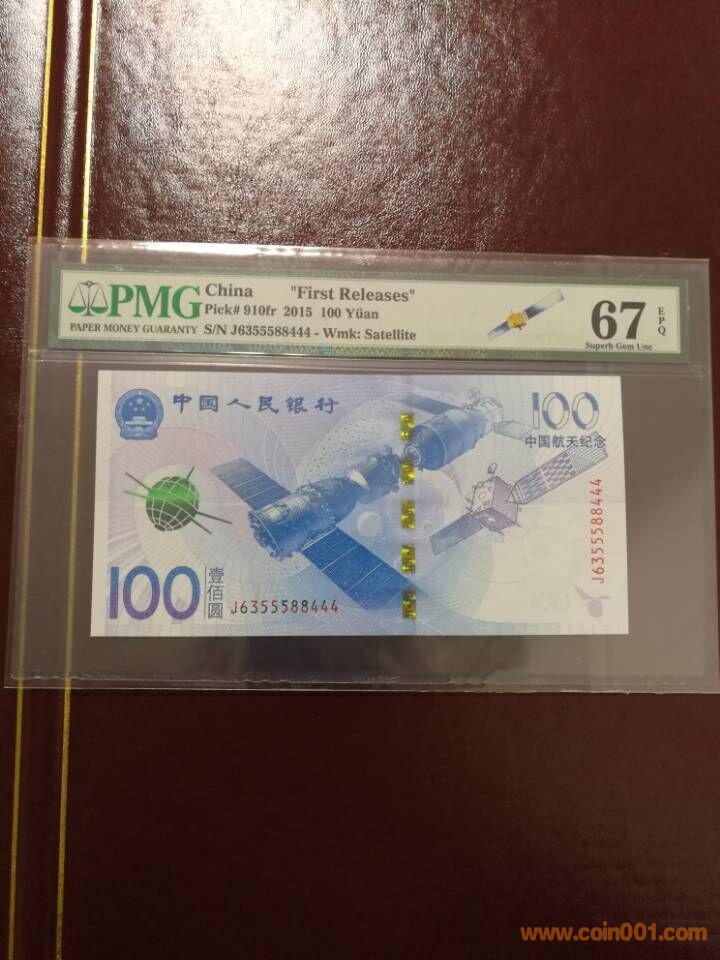 PMG
PAPER MONEY GUARANTY
China "First Releases"
Pick# 910fr 2015 100 Yüan
S/N J6355588444 - Wmk: Satellite
67
EPQ
Superb Gem Unc
中国人民银行
100
中国航天纪念
J6355588444
100
壹佰圆
J6355588444
100
www.coin001.com